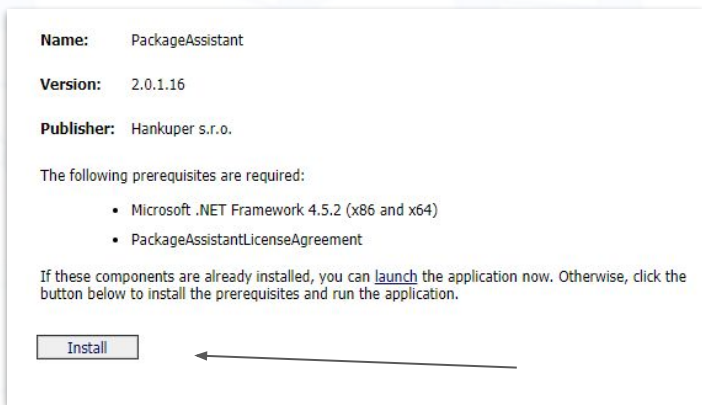 Name: PackageAssistant
Version: 2.0.1.16
Publisher: Hankuper s.r.o.
The following prerequisites are required:
• Microsoft .NET Framework 4.5.2 (x86 and x64)
• PackageAssistantLicenseAgreement
If these components are already installed, you can launch the application now. Otherwise, click the
button below to install the prerequisites and run the application.
Install